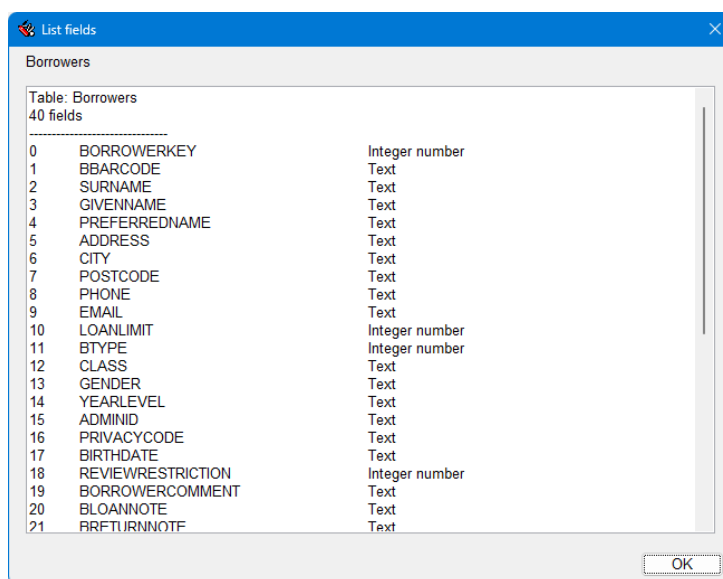 List fields
Borrowers
Table: Borrowers
40 fields
-------------------------------
0 BORROWERKEY Integer number
1 BBARCODE Text
2 SURNAME Text
3 GIVENNAME Text
4 PREFERREDNAME Text
5 ADDRESS Text
6 CITY Text
7 POSTCODE Text
8 PHONE Text
9 EMAIL Text
10 LOANLIMIT Integer number
11 BTYPE Integer number
12 CLASS Text
13 GENDER Text
14 YEARLEVEL Text
15 ADMINID Text
16 PRIVACYCODE Text
17 BIRTHDATE Text
18 REVIEWRESTRICTION Integer number
19 BORROWERCOMMENT Text
20 BLOANNOTE Text
21 BRETURNNOTE Text
OK